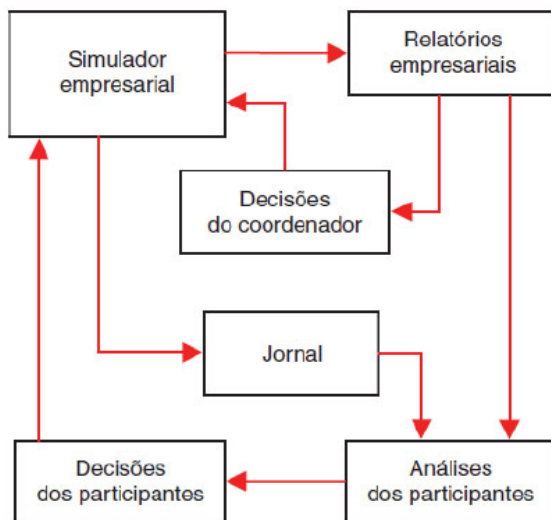 Simulador
empresarial
Relatórios
empresariais
Decisões
do coordenador
Jornal
Decisões
dos participantes
Análises
dos participantes